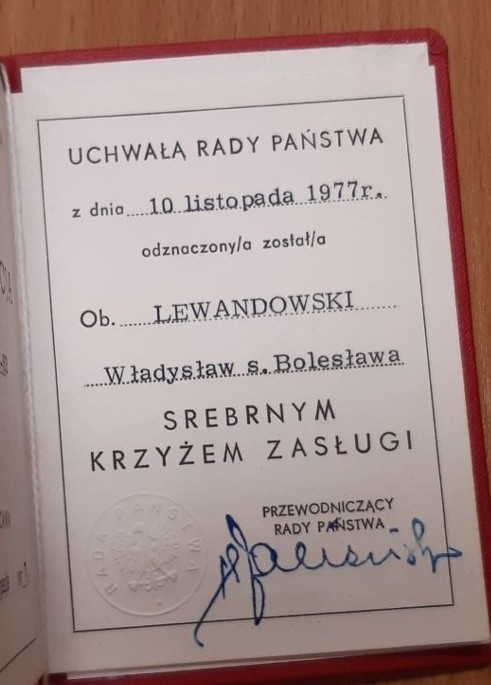 UCHWAŁĄ RADY PAŃSTWA
z dnia 10 listopada 1977r.
odznaczony/a został/a
Ob. LEWANDOWSKI
Władysław s. Bolesława
SREBRNYM
KRZYŻEM ZASŁUGI
PRZEWODNICZĄCY
RADY PAŃSTWA
RADA PAŃSTWA